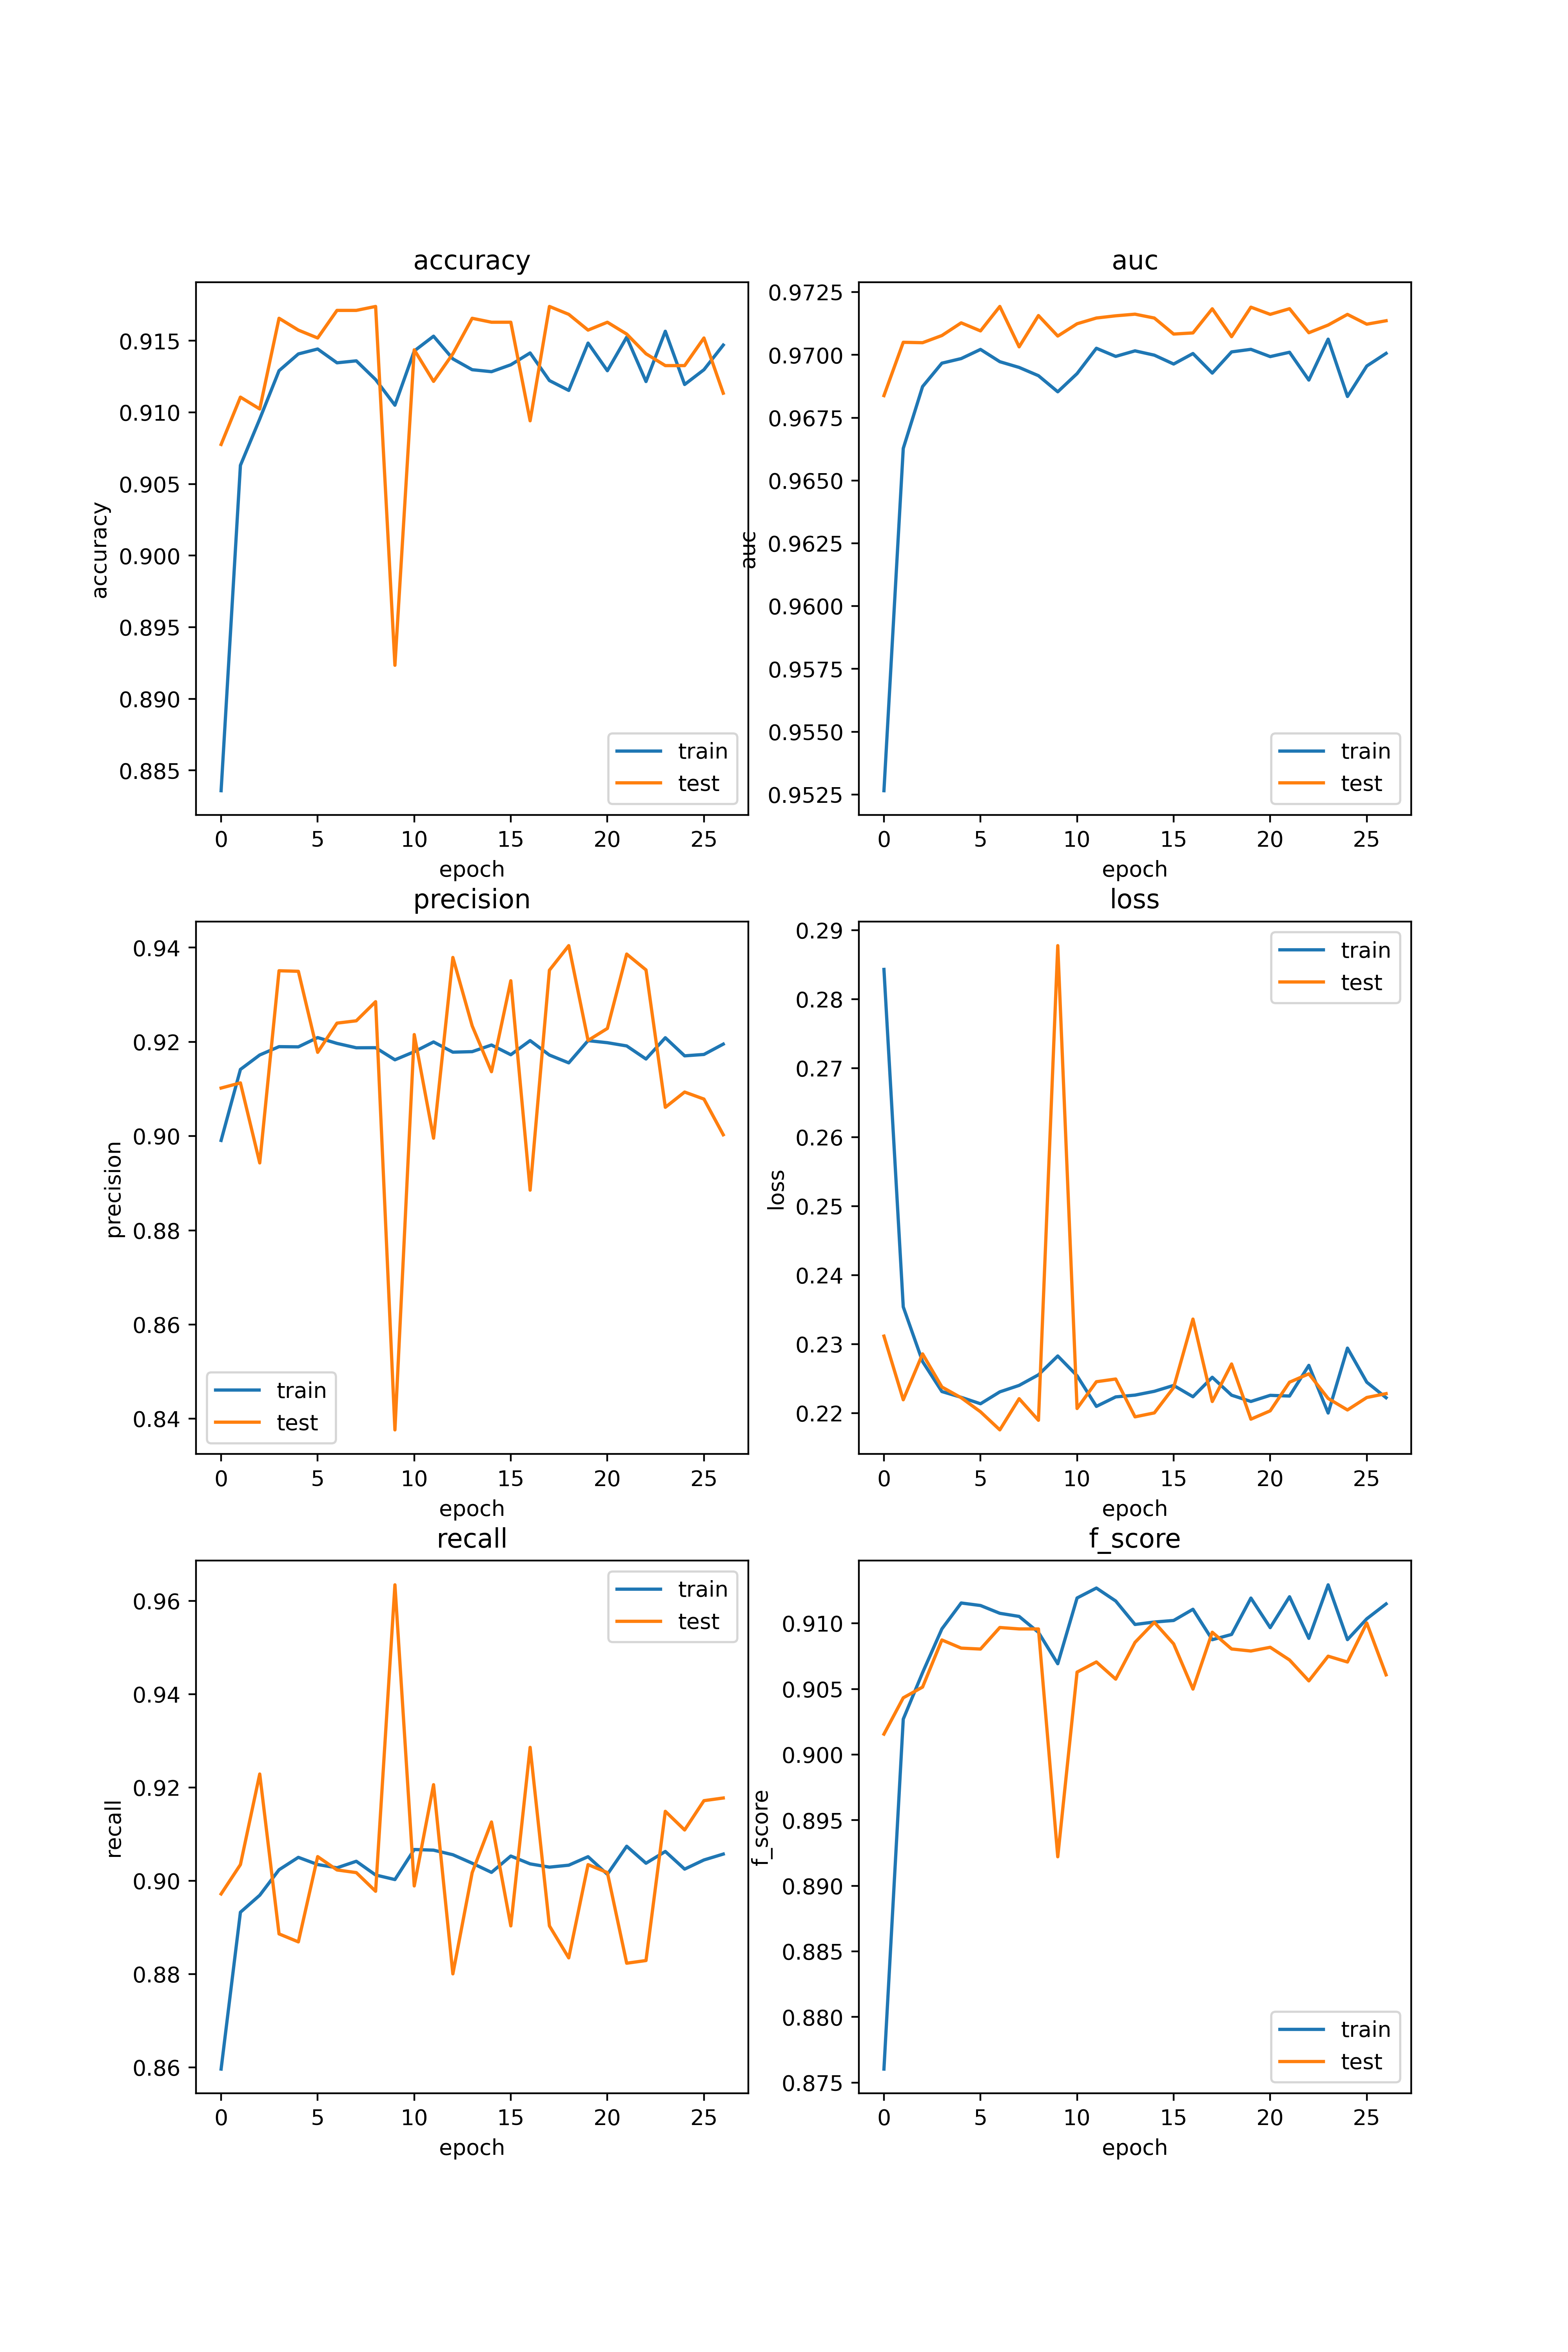 accuracy
0.915
0.910
0.905
0.900
0.895
0.890
0.885
accuracy
train
test
0 5 10 15 20 25
epoch
auc
0.9725
0.9700
0.9675
0.9650
0.9625
0.9600
0.9575
0.9550
0.9525
auc
train
test
0 5 10 15 20 25
epoch
precision
0.94
0.92
0.90
0.88
0.86
0.84
precision
train
test
0 5 10 15 20 25
epoch
loss
0.29
0.28
0.27
0.26
0.25
0.24
0.23
0.22
loss
train
test
0 5 10 15 20 25
epoch
recall
0.96
0.94
0.92
0.90
0.88
0.86
recall
train
test
0 5 10 15 20 25
epoch
f_score
0.910
0.905
0.900
0.895
0.890
0.885
0.880
0.875
f_score
train
test
0 5 10 15 20 25
epoch